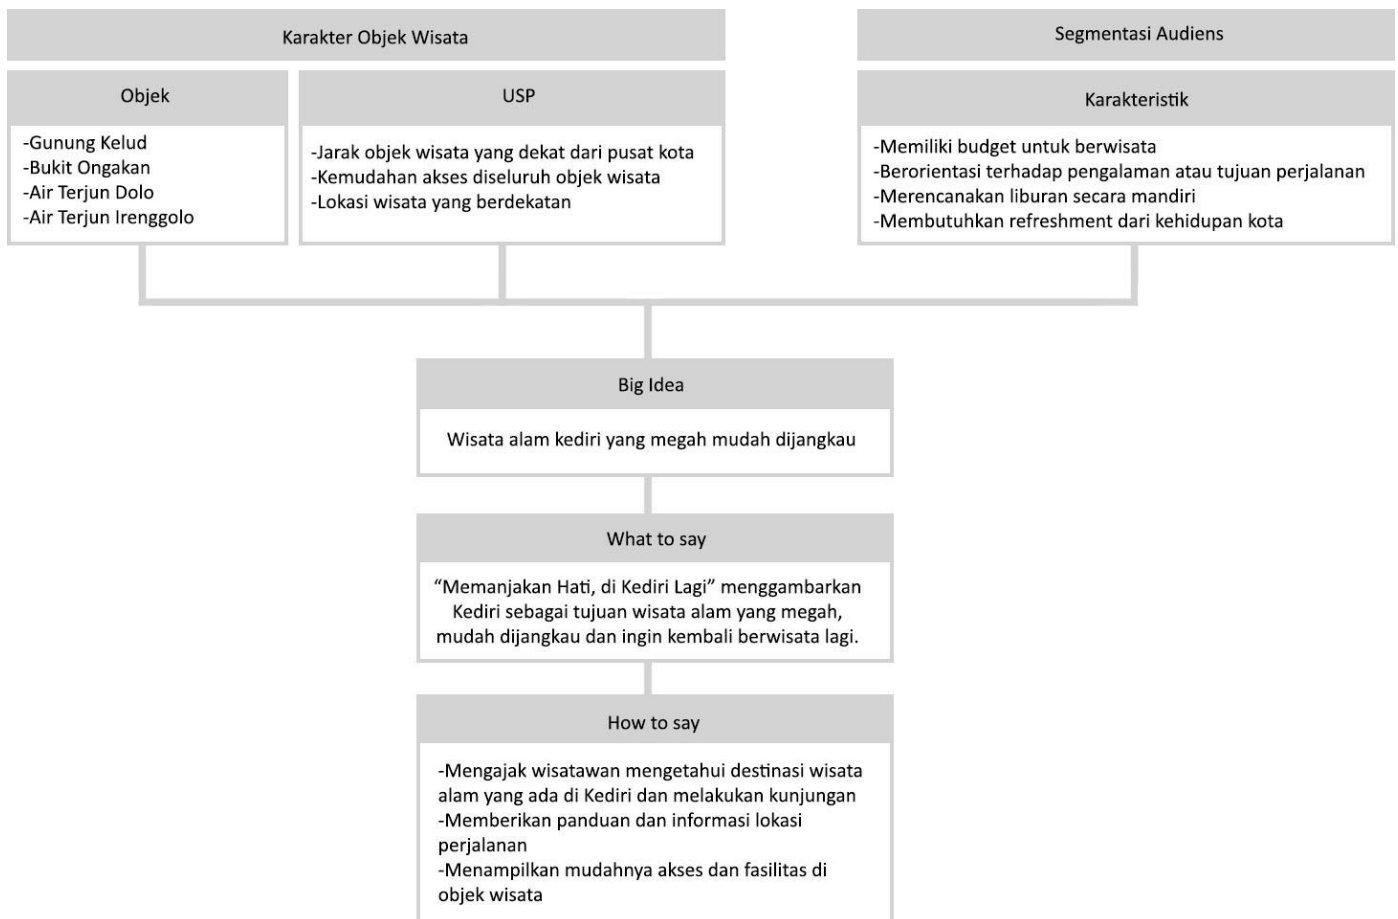 Karakter Objek Wisata
Segmentasi Audiens
Objek
USP
Karakteristik
-Gunung Kelud
-Bukit Ongakan
-Air Terjun Dolo
-Air Terjun Irenggolo
-Jarak objek wisata yang dekat dari pusat kota
-Kemudahan akses diseluruh objek wisata
-Lokasi wisata yang berdekatan
-Memiliki budget untuk berwisata
-Berorientasi terhadap pengalaman atau tujuan perjalanan
-Merencanakan liburan secara mandiri
-Membutuhkan refreshment dari kehidupan kota
Big Idea
Wisata alam kediri yang megah mudah dijangkau
What to say
“Memanjakan Hati, di Kediri Lagi” menggambarkan
Kediri sebagai tujuan wisata alam yang megah,
mudah dijangkau dan ingin kembali berwisata lagi.
How to say
-Mengajak wisatawan mengetahui destinasi wisata
alam yang ada di Kediri dan melakukan kunjungan
-Memberikan panduan dan informasi lokasi
perjalanan
-Menampilkan mudahnya akses dan fasilitas di
objek wisata